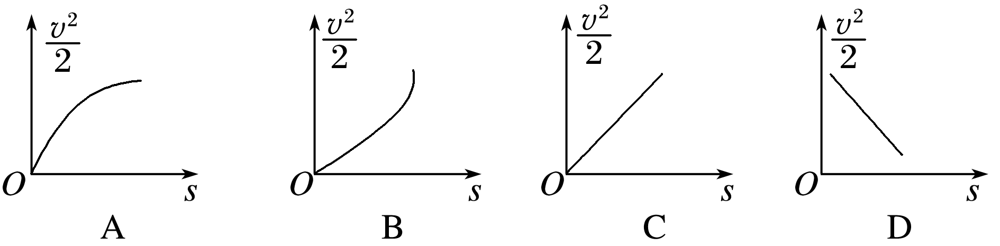 v²/2 v²/2 v²/2 v²/2
O s O s O s O s
A B C D